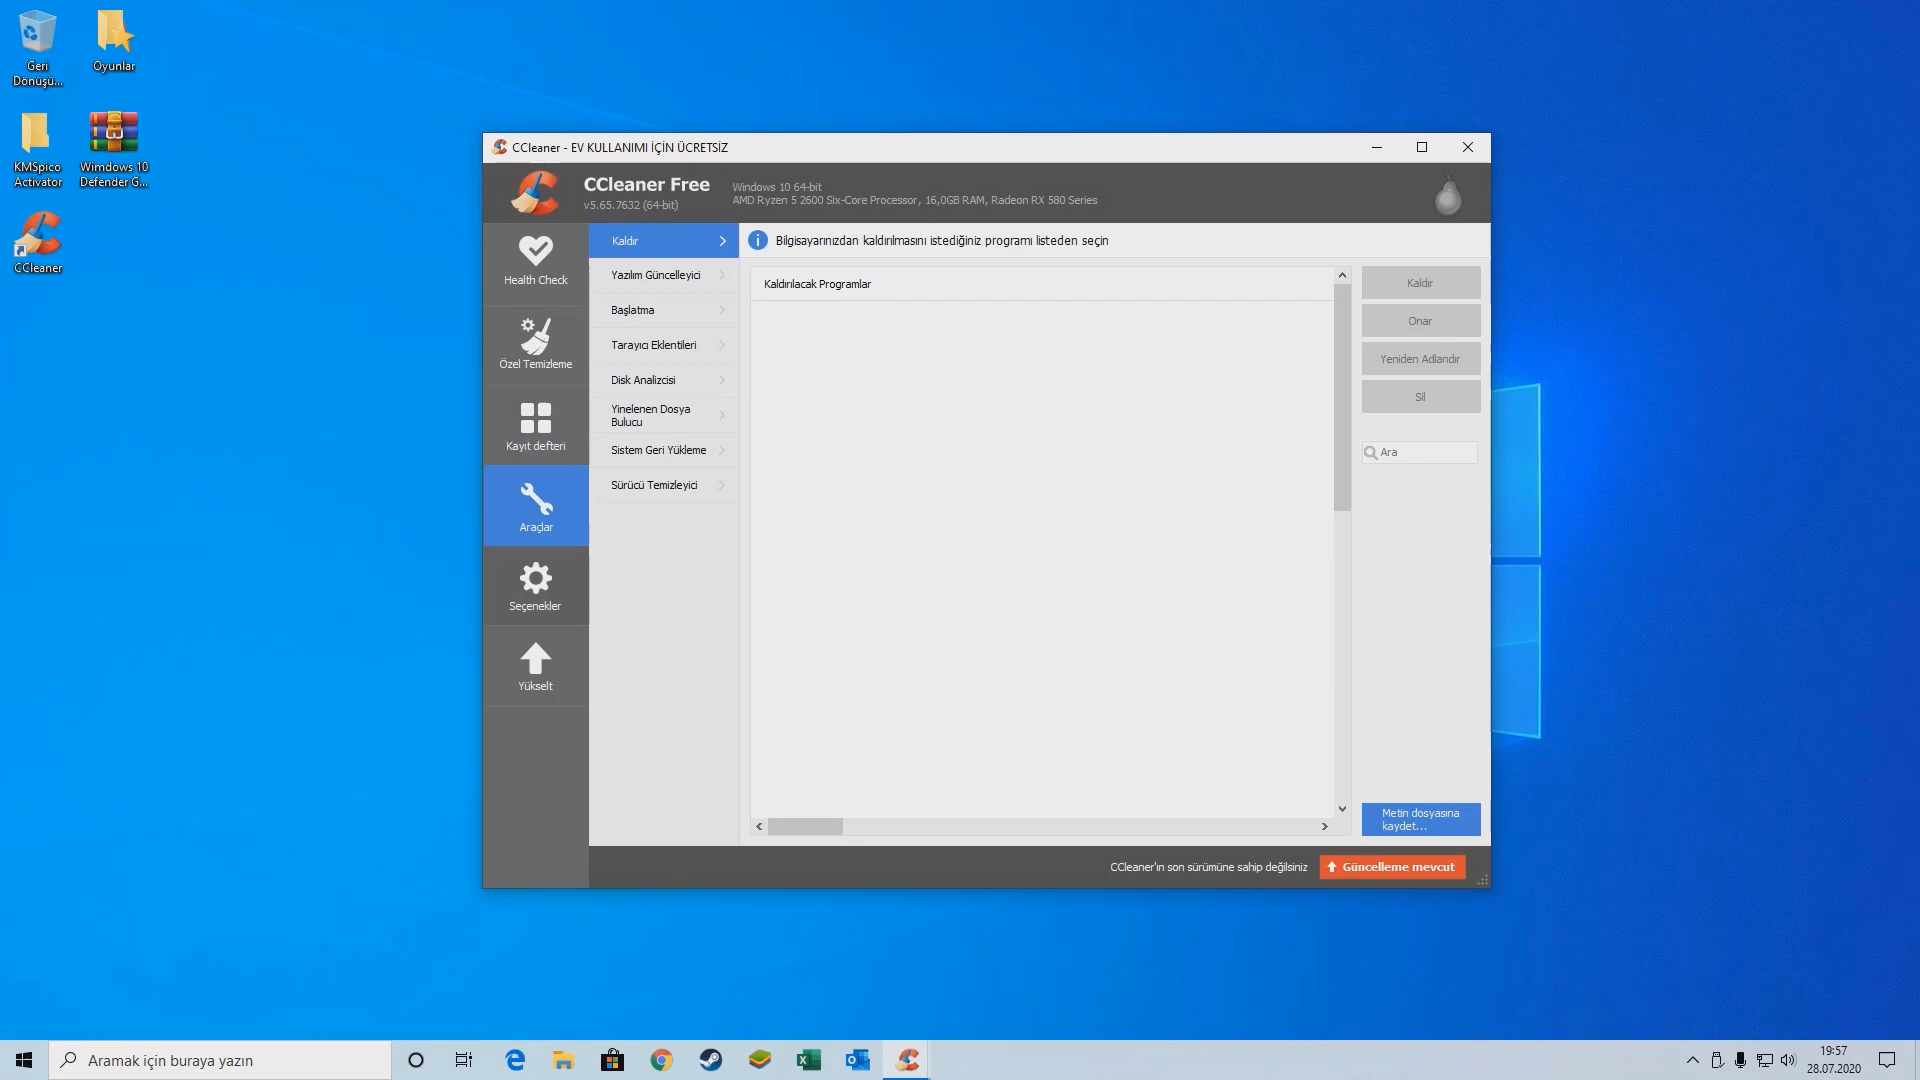 Geri
Dönüşü...
Oyunlar
KMSpico
Activator
Wimdows 10
Defender G...
CCleaner
CCleaner - EV KULLANIMI İÇİN ÜCRETSİZ
CCleaner Free
v5.65.7632 (64-bit)
Windows 10 64-bit
AMD Ryzen 5 2600 Six-Core Processor, 16,0GB RAM, Radeon RX 580 Series
Health Check
Özel Temizleme
Kayıt defteri
Araçlar
Seçenekler
Yükselt
Kaldır
Yazılım Güncelleyici
Başlatma
Tarayıcı Eklentileri
Disk Analizcisi
Yinelenen Dosya
Bulucu
Sistem Geri Yükleme
Sürücü Temizleyici
Bilgisayarınızdan kaldırılmasını istediğiniz programı listeden seçin
Kaldırılacak Programlar
Kaldır
Onar
Yeniden Adlandır
Sil
Ara
Metin dosyasına
kaydet...
CCleaner'ın son sürümüne sahip değilsiniz
Güncelleme mevcut
Aramak için buraya yazın
19:57
28.07.2020